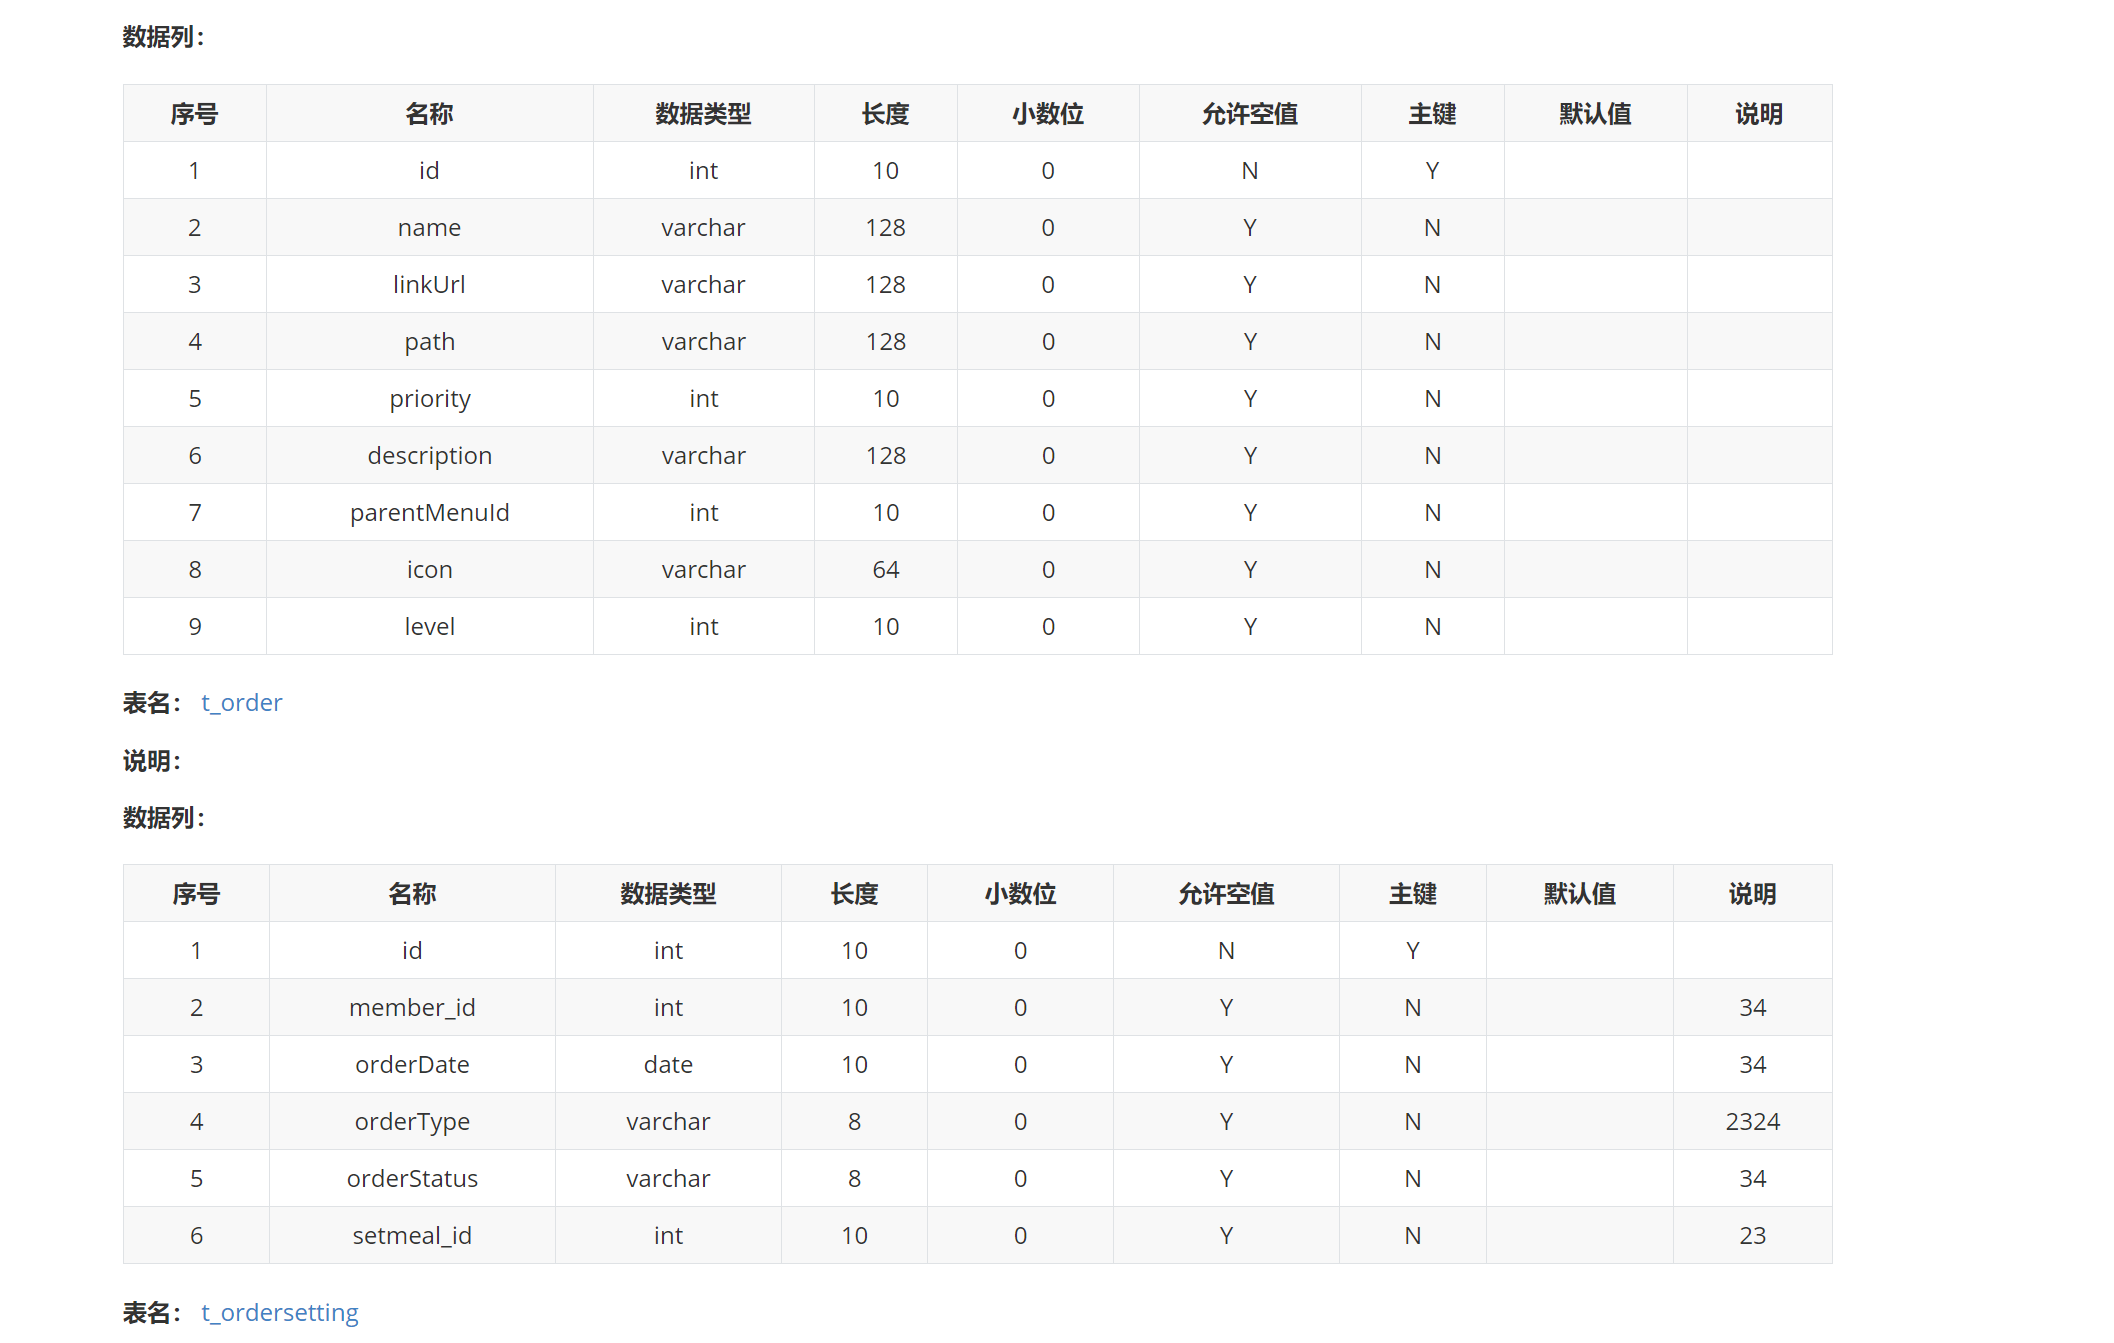 数据列：
序号 名称 数据类型 长度 小数位 允许空值 主键 默认值 说明
1 id int 10 0 N Y
2 name varchar 128 0 Y N
3 linkUrl varchar 128 0 Y N
4 path varchar 128 0 Y N
5 priority int 10 0 Y N
6 description varchar 128 0 Y N
7 parentMenuId int 10 0 Y N
8 icon varchar 64 0 Y N
9 level int 10 0 Y N
表名： t_order
说明：
数据列：
序号 名称 数据类型 长度 小数位 允许空值 主键 默认值 说明
1 id int 10 0 N Y
2 member_id int 10 0 Y N 34
3 orderDate date 10 0 Y N 34
4 orderType varchar 8 0 Y N 2324
5 orderStatus varchar 8 0 Y N 34
6 setmeal_id int 10 0 Y N 23
表名： t_ordersetting